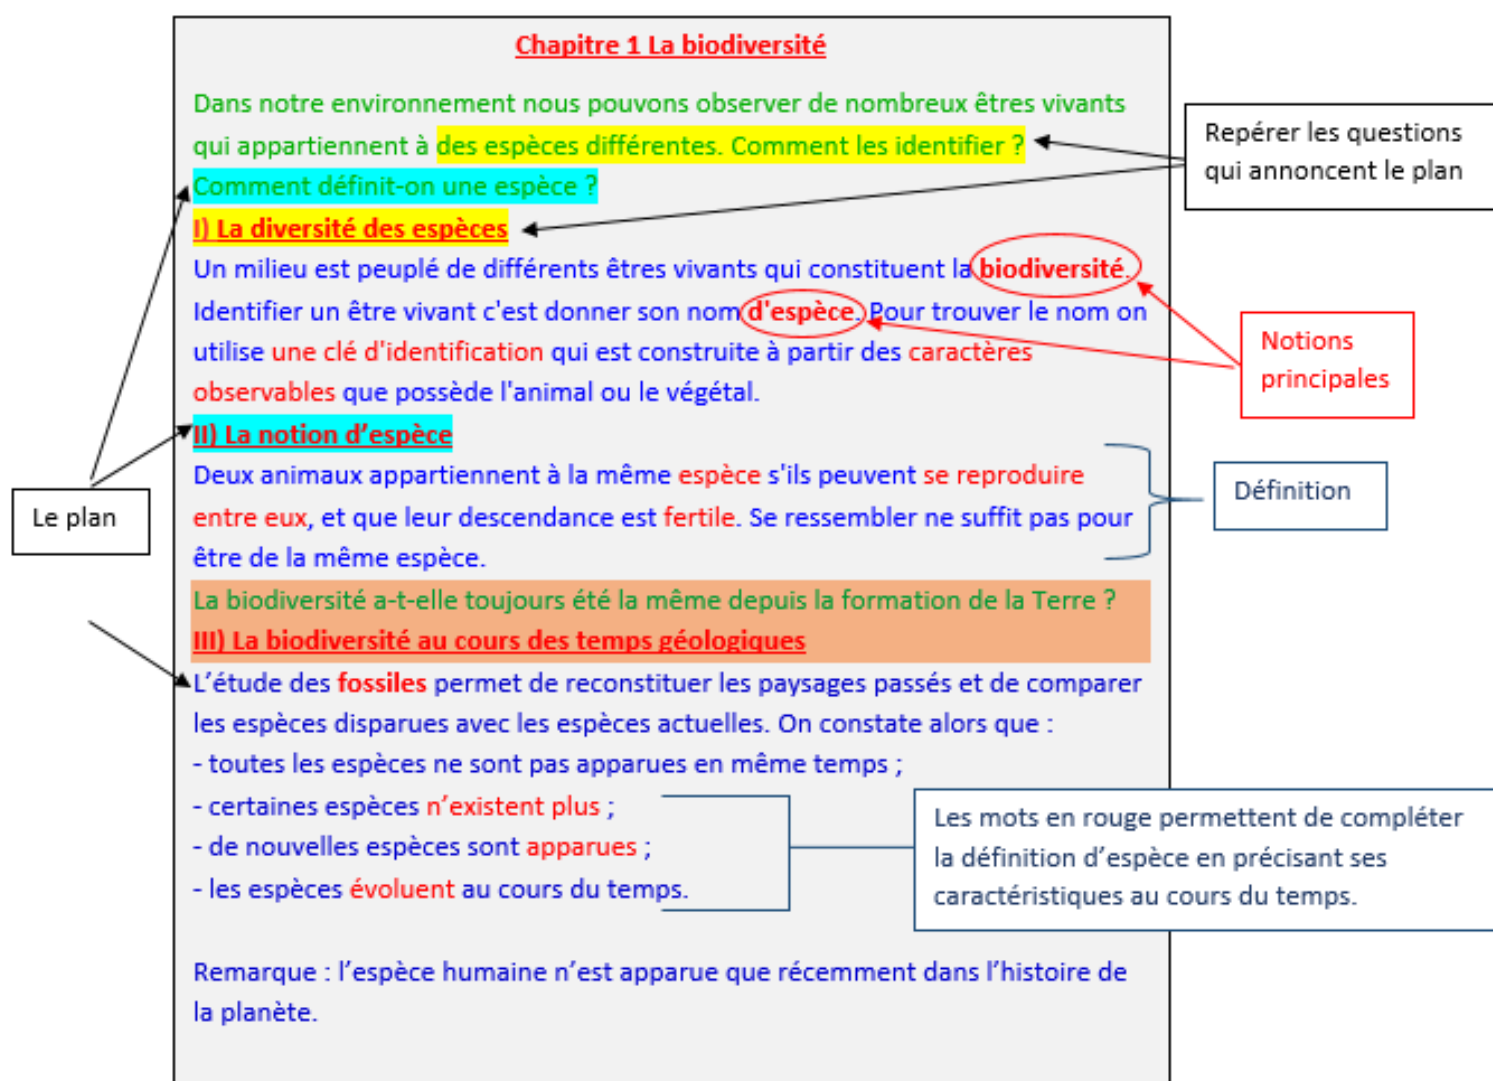 Chapitre 1 La biodiversité
Dans notre environnement nous pouvons observer de nombreux êtres vivants
qui appartiennent à des espèces différentes. Comment les identifier ?
Comment définit-on une espèce ?
I) La diversité des espèces
Un milieu est peuplé de différents êtres vivants qui constituent la biodiversité.
Identifier un être vivant c'est donner son nom d'espèce. Pour trouver le nom on
utilise une clé d'identification qui est construite à partir des caractères
observables que possède l'animal ou le végétal.
II) La notion d’espèce
Deux animaux appartiennent à la même espèce s'ils peuvent se reproduire
entre eux, et que leur descendance est fertile. Se ressembler ne suffit pas pour
être de la même espèce.
La biodiversité a-t-elle toujours été la même depuis la formation de la Terre ?
III) La biodiversité au cours des temps géologiques
L’étude des fossiles permet de reconstituer les paysages passés et de comparer
les espèces disparues avec les espèces actuelles. On constate alors que :
- toutes les espèces ne sont pas apparues en même temps ;
- certaines espèces n’existent plus ;
- de nouvelles espèces sont apparues ;
- les espèces évoluent au cours du temps.
Remarque : l’espèce humaine n’est apparue que récemment dans l’histoire de
la planète.
Le plan
Repérer les questions
qui annoncent le plan
Notions
principales
Définition
Les mots en rouge permettent de compléter
la définition d’espèce en précisant ses
caractéristiques au cours du temps.